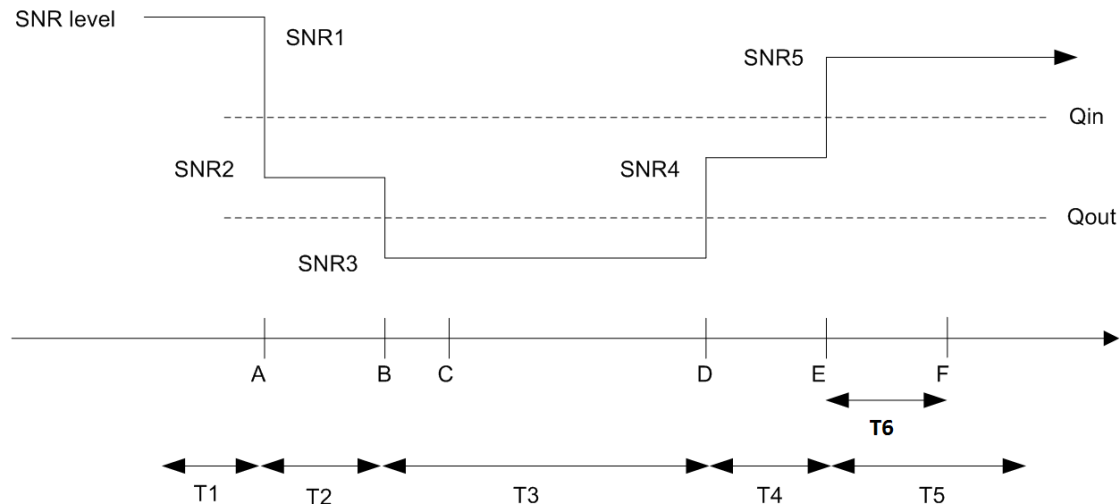 SNR level
SNR1
SNR5
Qin
SNR2
SNR4
Qout
SNR3
A B C D E F
T6
T1 T2 T3 T4 T5